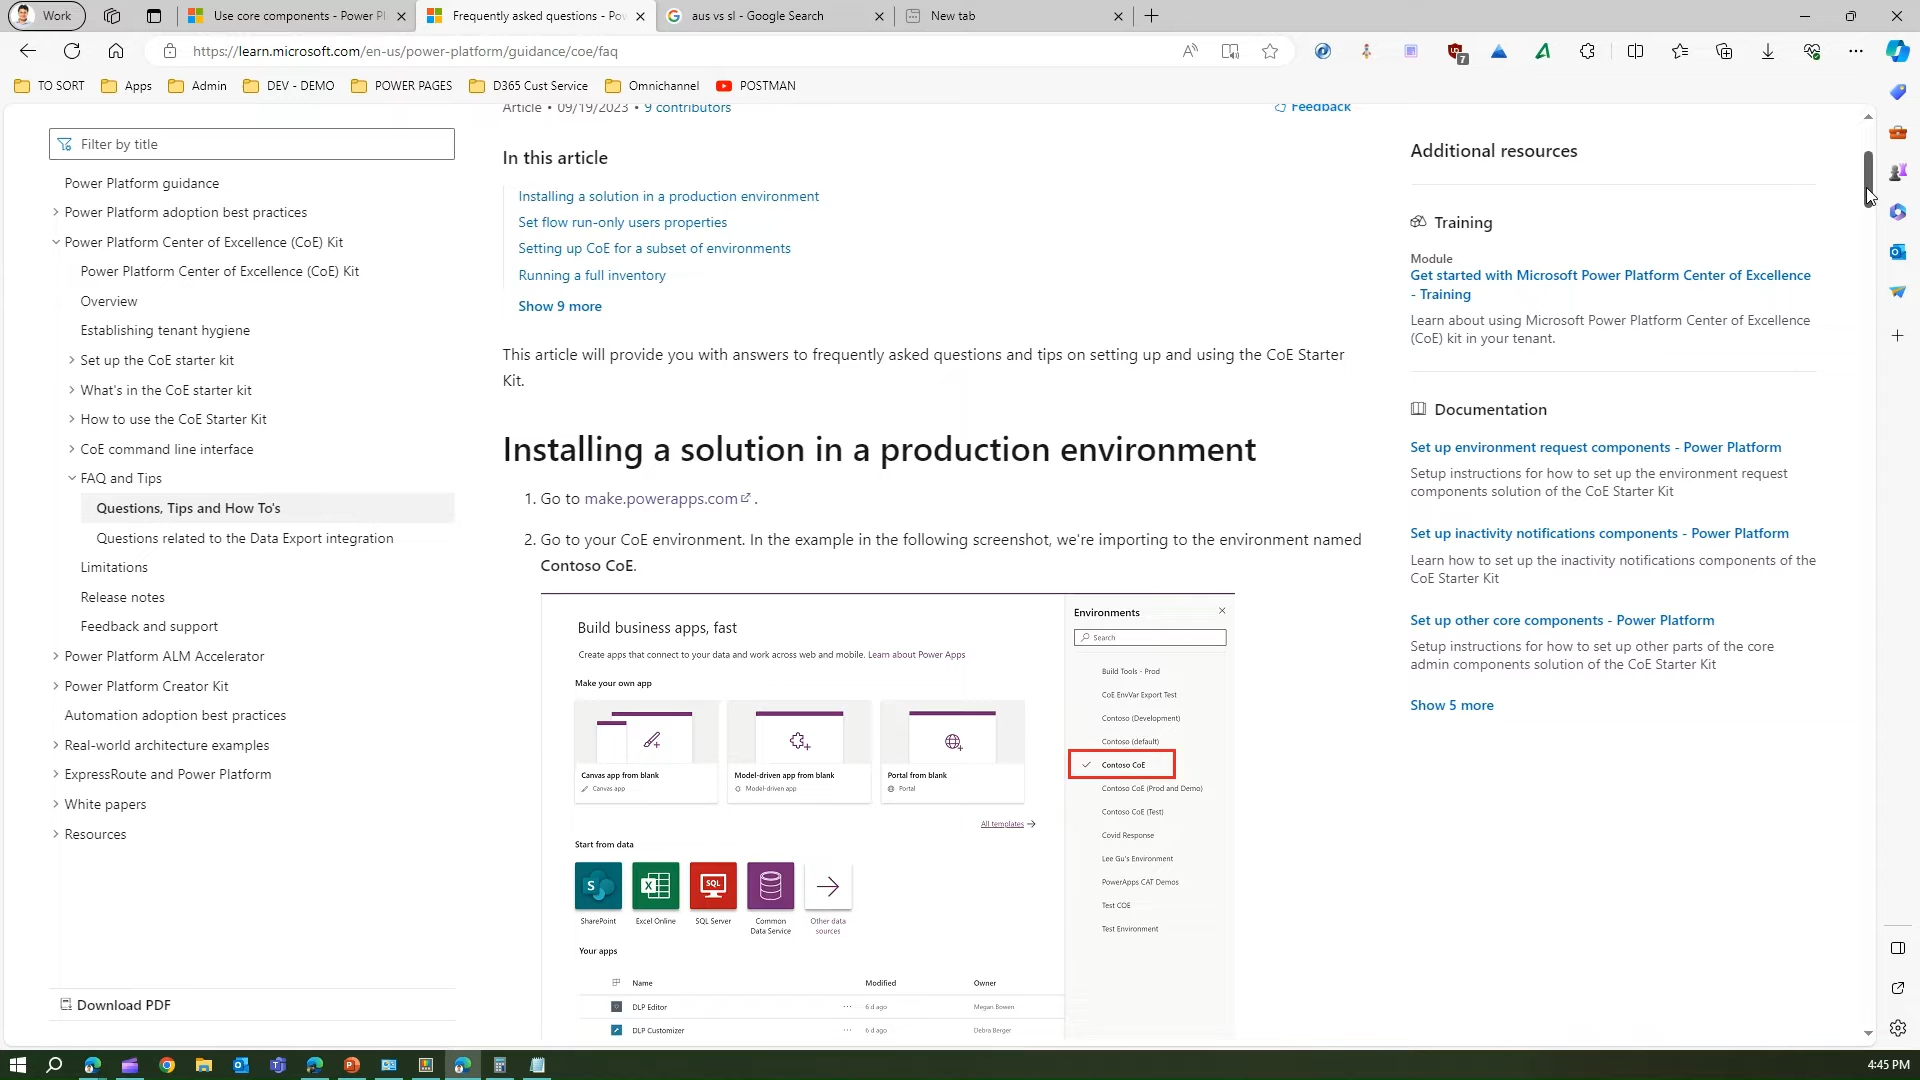 Work
Use core components - Power Pl
Frequently asked questions - Pow
aus vs sl - Google Search
New tab
https://learn.microsoft.com/en-us/power-platform/guidance/coe/faq
7
TO SORT
Apps
Admin
DEV - DEMO
POWER PAGES
D365 Cust Service
Omnichannel
POSTMAN
Article • 09/19/2023 • 9 contributors
Feedback
Filter by title
Power Platform guidance
Power Platform adoption best practices
Power Platform Center of Excellence (CoE) Kit
Power Platform Center of Excellence (CoE) Kit
Overview
Establishing tenant hygiene
Set up the CoE starter kit
What's in the CoE starter kit
How to use the CoE Starter Kit
CoE command line interface
FAQ and Tips
Questions, Tips and How To's
Questions related to the Data Export integration
Limitations
Release notes
Feedback and support
Power Platform ALM Accelerator
Power Platform Creator Kit
Automation adoption best practices
Real-world architecture examples
ExpressRoute and Power Platform
White papers
Resources
Download PDF
In this article
Installing a solution in a production environment
Set flow run-only users properties
Setting up CoE for a subset of environments
Running a full inventory
Show 9 more
This article will provide you with answers to frequently asked questions and tips on setting up and using the CoE Starter
Kit.
Installing a solution in a production environment
1. Go to make.powerapps.com .
2. Go to your CoE environment. In the example in the following screenshot, we're importing to the environment named
Contoso CoE.
Build business apps, fast
Create apps that connect to your data and work across web and mobile. Learn about Power Apps
Make your own app
Canvas app from blank
Canvas app
Model-driven app from blank
Model-driven app
Portal from blank
Portal
All templates
Start from data
S
SQL
SharePoint
Excel Online
SQL Server
Common
Data Service
Other data
sources
Your apps
Name
Modified
Owner
DLP Editor
6 d ago
Megan Bowen
DLP Customizer
6 d ago
Debra Berger
Environments
Search
Build Tools - Prod
CoE EnvVar Export Test
Contoso (Development)
Contoso (default)
Contoso CoE
Contoso CoE (Prod and Demo)
Contoso CoE (Test)
Covid Response
Lee Gu's Environment
PowerApps CAT Demos
Test COE
Test Environment
Additional resources
Training
Module
Get started with Microsoft Power Platform Center of Excellence
- Training
Learn about using Microsoft Power Platform Center of Excellence
(CoE) kit in your tenant.
Documentation
Set up environment request components - Power Platform
Setup instructions for how to set up the environment request
components solution of the CoE Starter Kit
Set up inactivity notifications components - Power Platform
Learn how to set up the inactivity notifications components of the
CoE Starter Kit
Set up other core components - Power Platform
Setup instructions for how to set up other parts of the core
admin components solution of the CoE Starter Kit
Show 5 more
4:45 PM